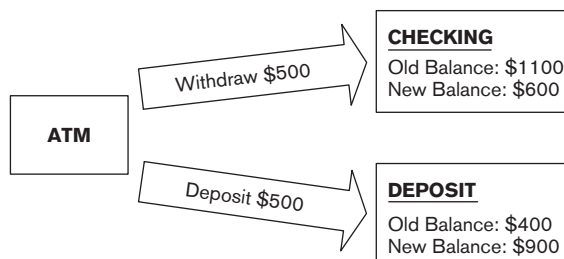 ATM
Withdraw $500
CHECKING
Old Balance: $1100
New Balance: $600
Deposit $500
DEPOSIT
Old Balance: $400
New Balance: $900